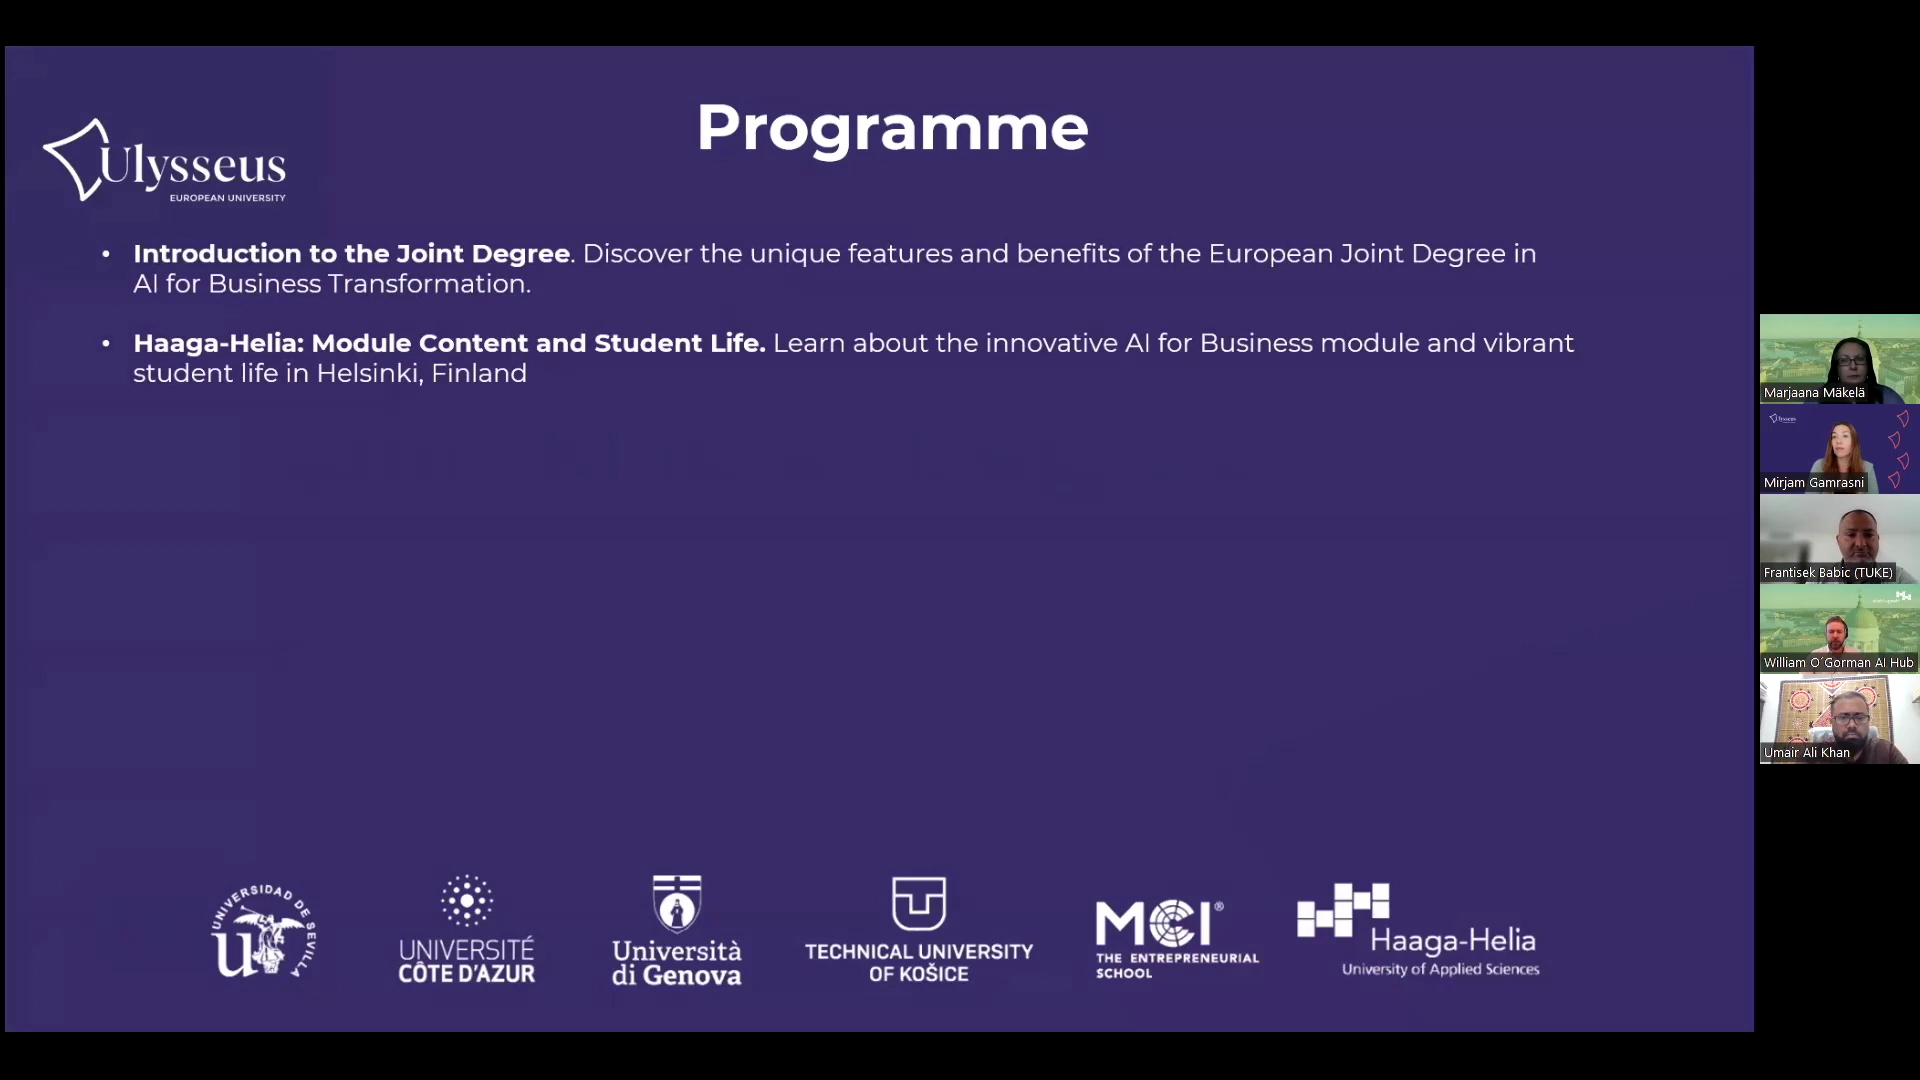 Programme
Ulysseus
EUROPEAN UNIVERSITY
• Introduction to the Joint Degree. Discover the unique features and benefits of the European Joint Degree in
AI for Business Transformation.
• Haaga-Helia: Module Content and Student Life. Learn about the innovative AI for Business module and vibrant
student life in Helsinki, Finland
Marjaana Mäkelä
Ulysseus
Mirjam Gamrasni
Frantisek Babic (TUKE)
William O´Gorman AI Hub
Umair Ali Khan
UNIVERSIDAD DE SEVILLA
UNIVERSITÉ
CÔTE D'AZUR
Università
di Genova
TECHNICAL UNIVERSITY
OF KOŠICE
MCI®
THE ENTREPRENEURIAL
SCHOOL
Haaga-Helia
University of Applied Sciences